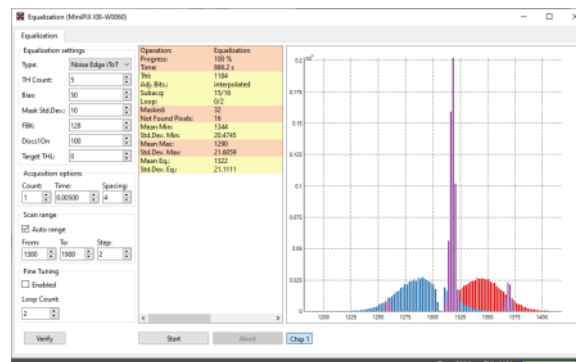 Equalization (MiniPIX I08-W0060)
Equalization
Equalization settings
Type: Noise Edge iToT
TH Count: 5
Bias: 50
Mask Std.Dev.: 10
FBK: 128
Discs1On 100
Target THL: 0
Acquisition options
Count: Time: Spacing:
1 0.00500 4
Scan range
Auto range
From: To: Step:
1300 1900 2
Fine Tuning
Enabled
Loop Count:
2
Verify
Operation: Equalization
Progress: 100 %
Time: 866.2 s
Thl: 1184
Adj. Bits.: interpolated
Subacq: 15/16
Loop: 0/2
Masked: 32
Not Found Pixels: 16
Mean Min: 1344
Std.Dev. Min: 20.4745
Mean Max: 1290
Std.Dev. Max: 21.6059
Mean Eq.: 1322
Std.Dev. Eq.: 21.1111
Start Abort Chip 1
0.2
0.175
0.15
0.125
0.1
0.075
0.05
0.025
0
1200 1225 1250 1275 1300 1325 1350 1375 1400